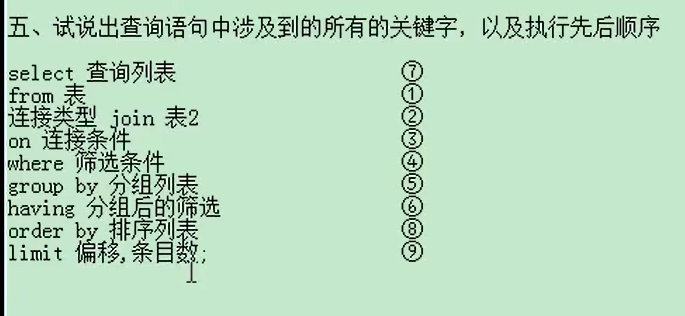 五、试说出查询语句中涉及到的所有的关键字，以及执行先后顺序
select 查询列表 ⑦
from 表 ①
连接类型 join 表2 ②
on 连接条件 ③
where 筛选条件 ④
group by 分组列表 ⑤
having 分组后的筛选 ⑥
order by 排序列表 ⑧
limit 偏移,条目数; ⑨